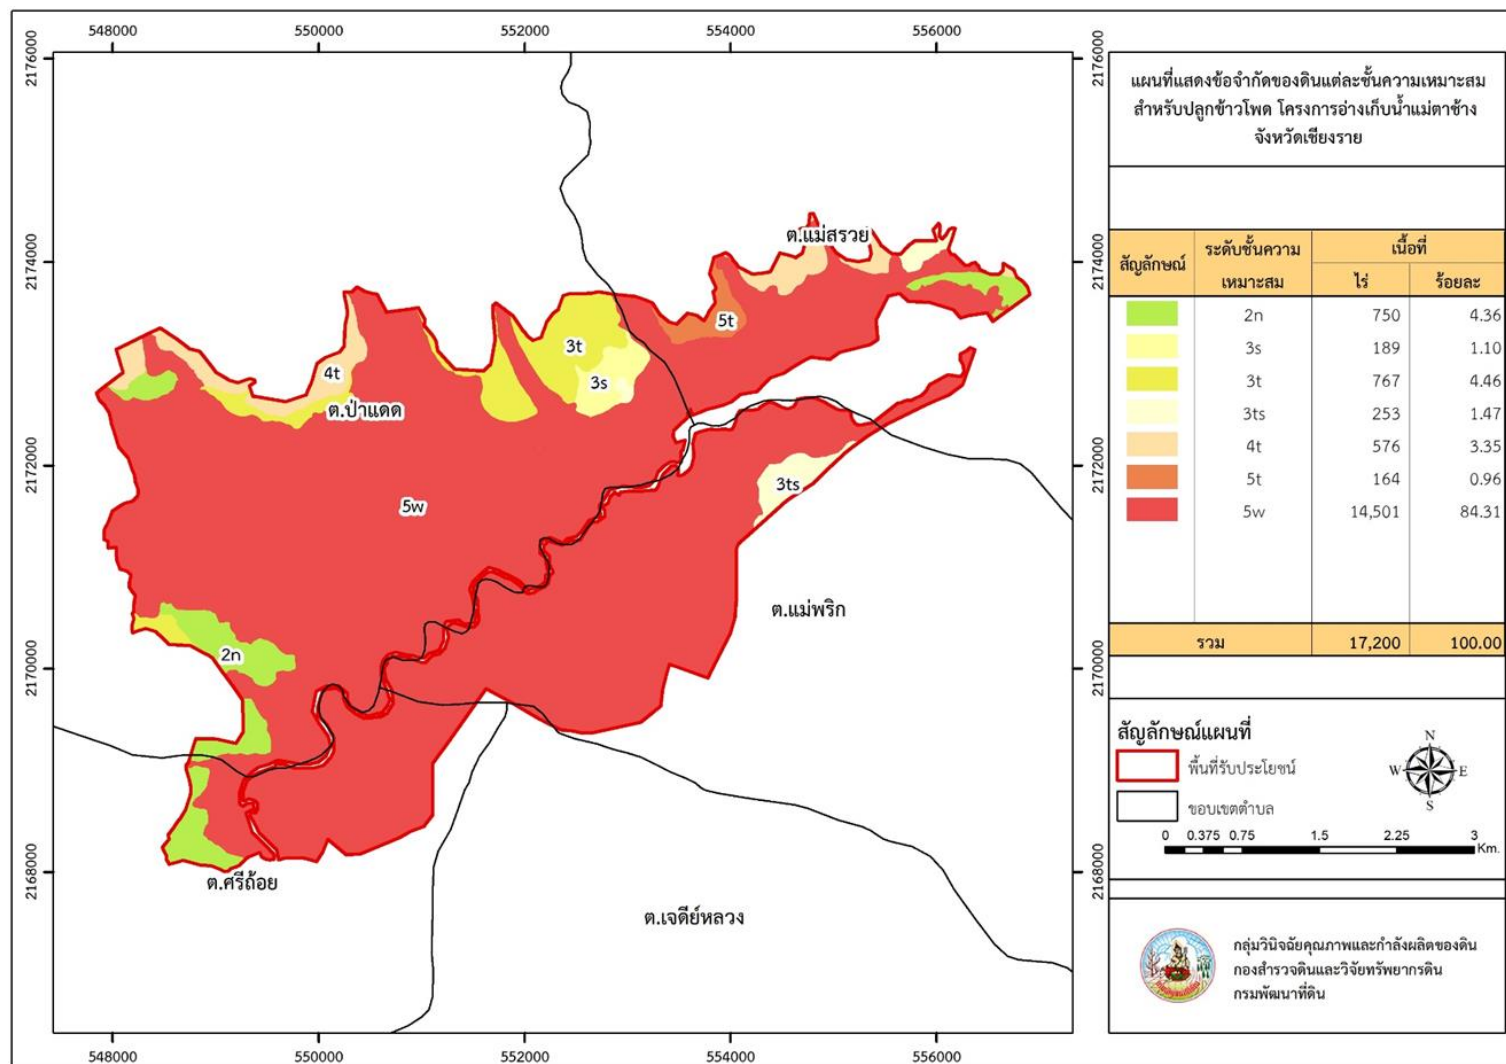 548000
550000
552000
554000
556000
2176000
2174000
2172000
2170000
2168000
2176000
2174000
2172000
2170000
2168000
ต.แม่สรวย
5t
3t
3s
4t
ต.ป่าแดด
5w
3ts
ต.แม่พริก
2n
ต.ศรีถ้อย
ต.เจดีย์หลวง
548000
550000
552000
554000
556000
แผนที่แสดงข้อจำกัดของดินแต่ละชั้นความเหมาะสม
สำหรับปลูกข้าวโพด โครงการอ่างเก็บน้ำแม่ตาช้าง
จังหวัดเชียงราย
สัญลักษณ์ ระดับชั้นความเหมาะสม เนื้อที่
ไร่ ร้อยละ
2n 750 4.36
3s 189 1.10
3t 767 4.46
3ts 253 1.47
4t 576 3.35
5t 164 0.96
5w 14,501 84.31
รวม 17,200 100.00
สัญลักษณ์แผนที่
พื้นที่รับประโยชน์
ขอบเขตตำบล
N
W E
S
0 0.375 0.75 1.5 2.25 3
Km.
กลุ่มวินิจฉัยคุณภาพและกำลังผลิตของดิน
กองสำรวจดินและวิจัยทรัพยากรดิน
กรมพัฒนาที่ดิน